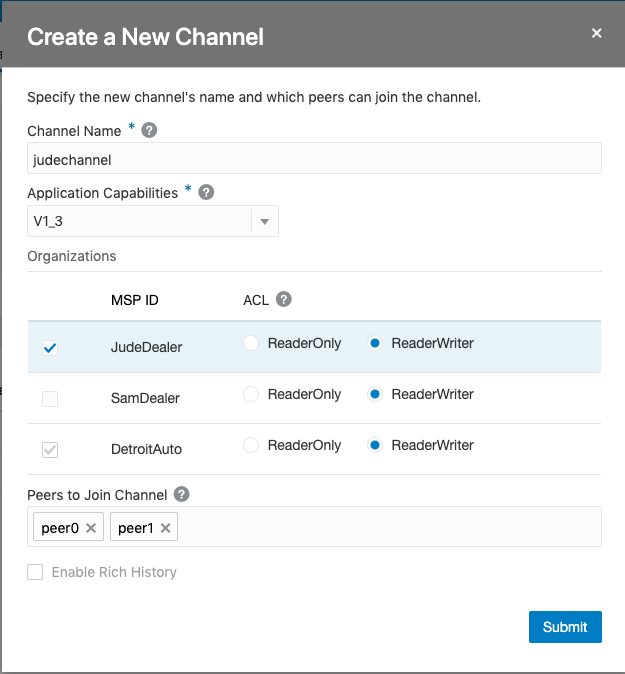 Create a New Channel ×
Specify the new channel's name and which peers can join the channel.
Channel Name * ?
judechannel
Application Capabilities * ?
V1_3
Organizations
MSP ID ACL ?
JudeDealer ReaderOnly ReaderWriter
SamDealer ReaderOnly ReaderWriter
DetroitAuto ReaderOnly ReaderWriter
Peers to Join Channel ?
peer0 × peer1 ×
Enable Rich History
Submit